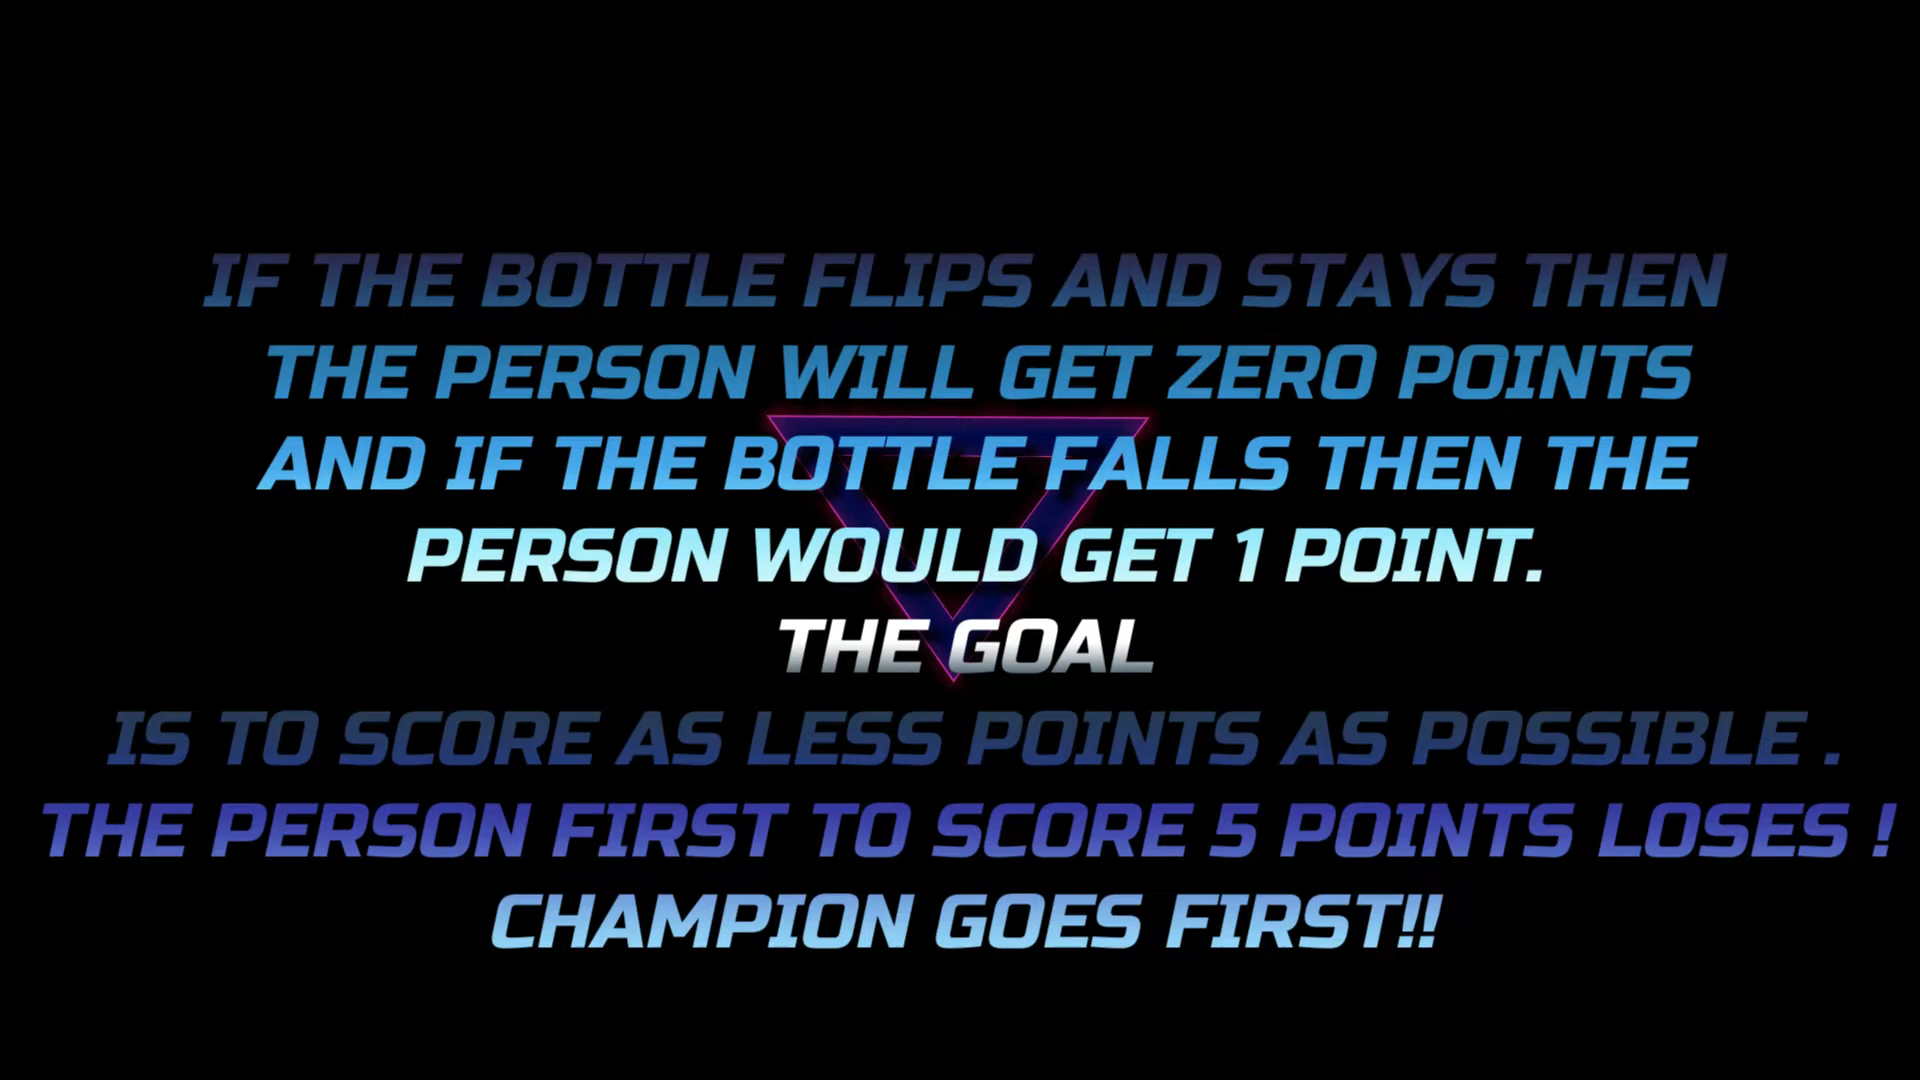 IF THE BOTTLE FLIPS AND STAYS THEN
THE PERSON WILL GET ZERO POINTS
AND IF THE BOTTLE FALLS THEN THE
PERSON WOULD GET 1 POINT.
THE GOAL
IS TO SCORE AS LESS POINTS AS POSSIBLE .
THE PERSON FIRST TO SCORE 5 POINTS LOSES !
CHAMPION GOES FIRST!!